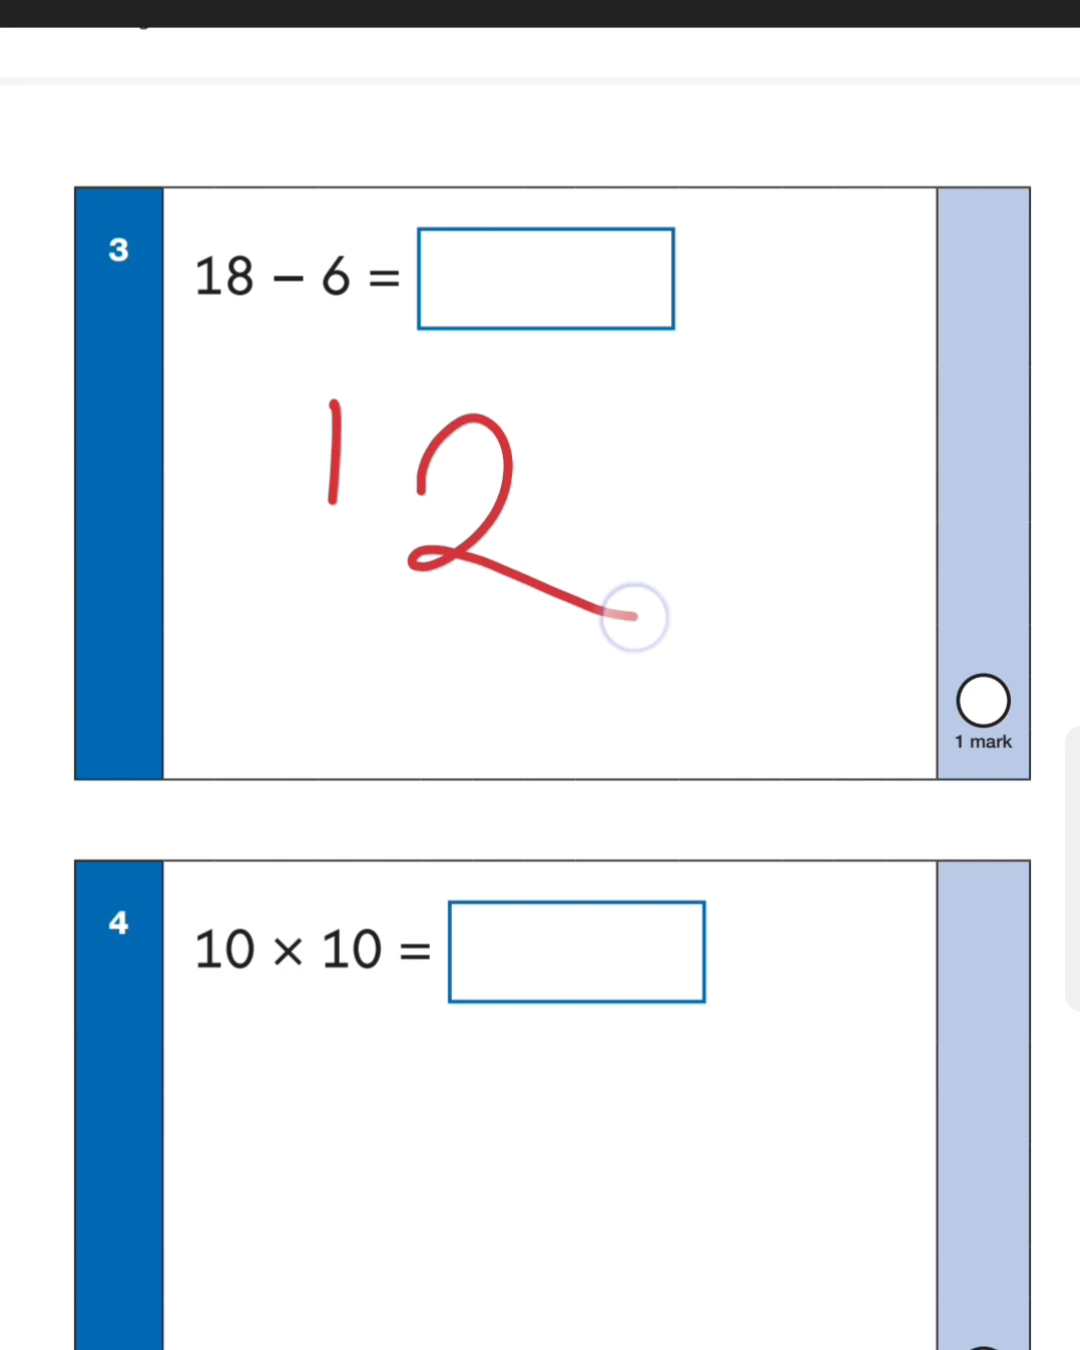 3
18 – 6 =
12
1 mark
4
10 × 10 =